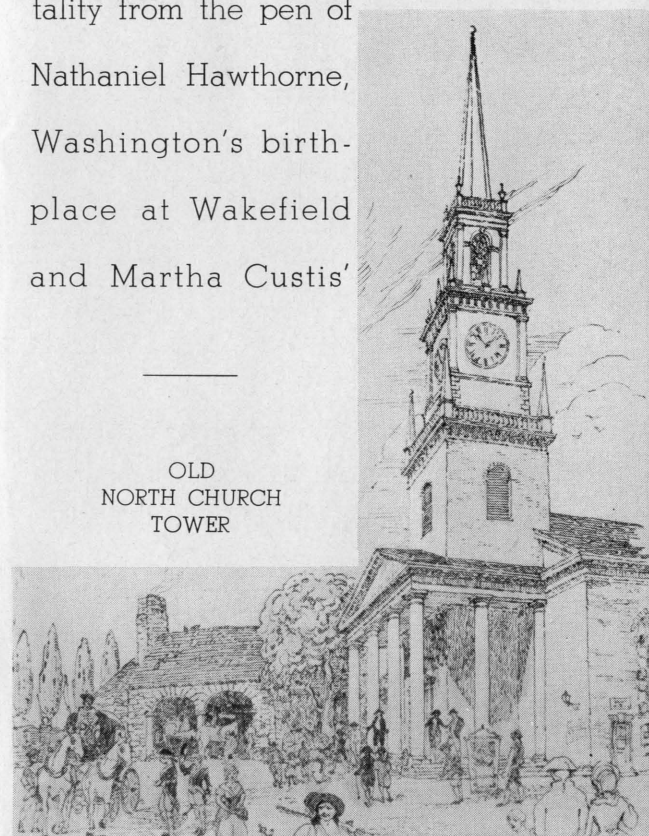 tality from the pen of
Nathaniel Hawthorne,
Washington's birth-
place at Wakefield
and Martha Custis'
OLD
NORTH CHURCH
TOWER